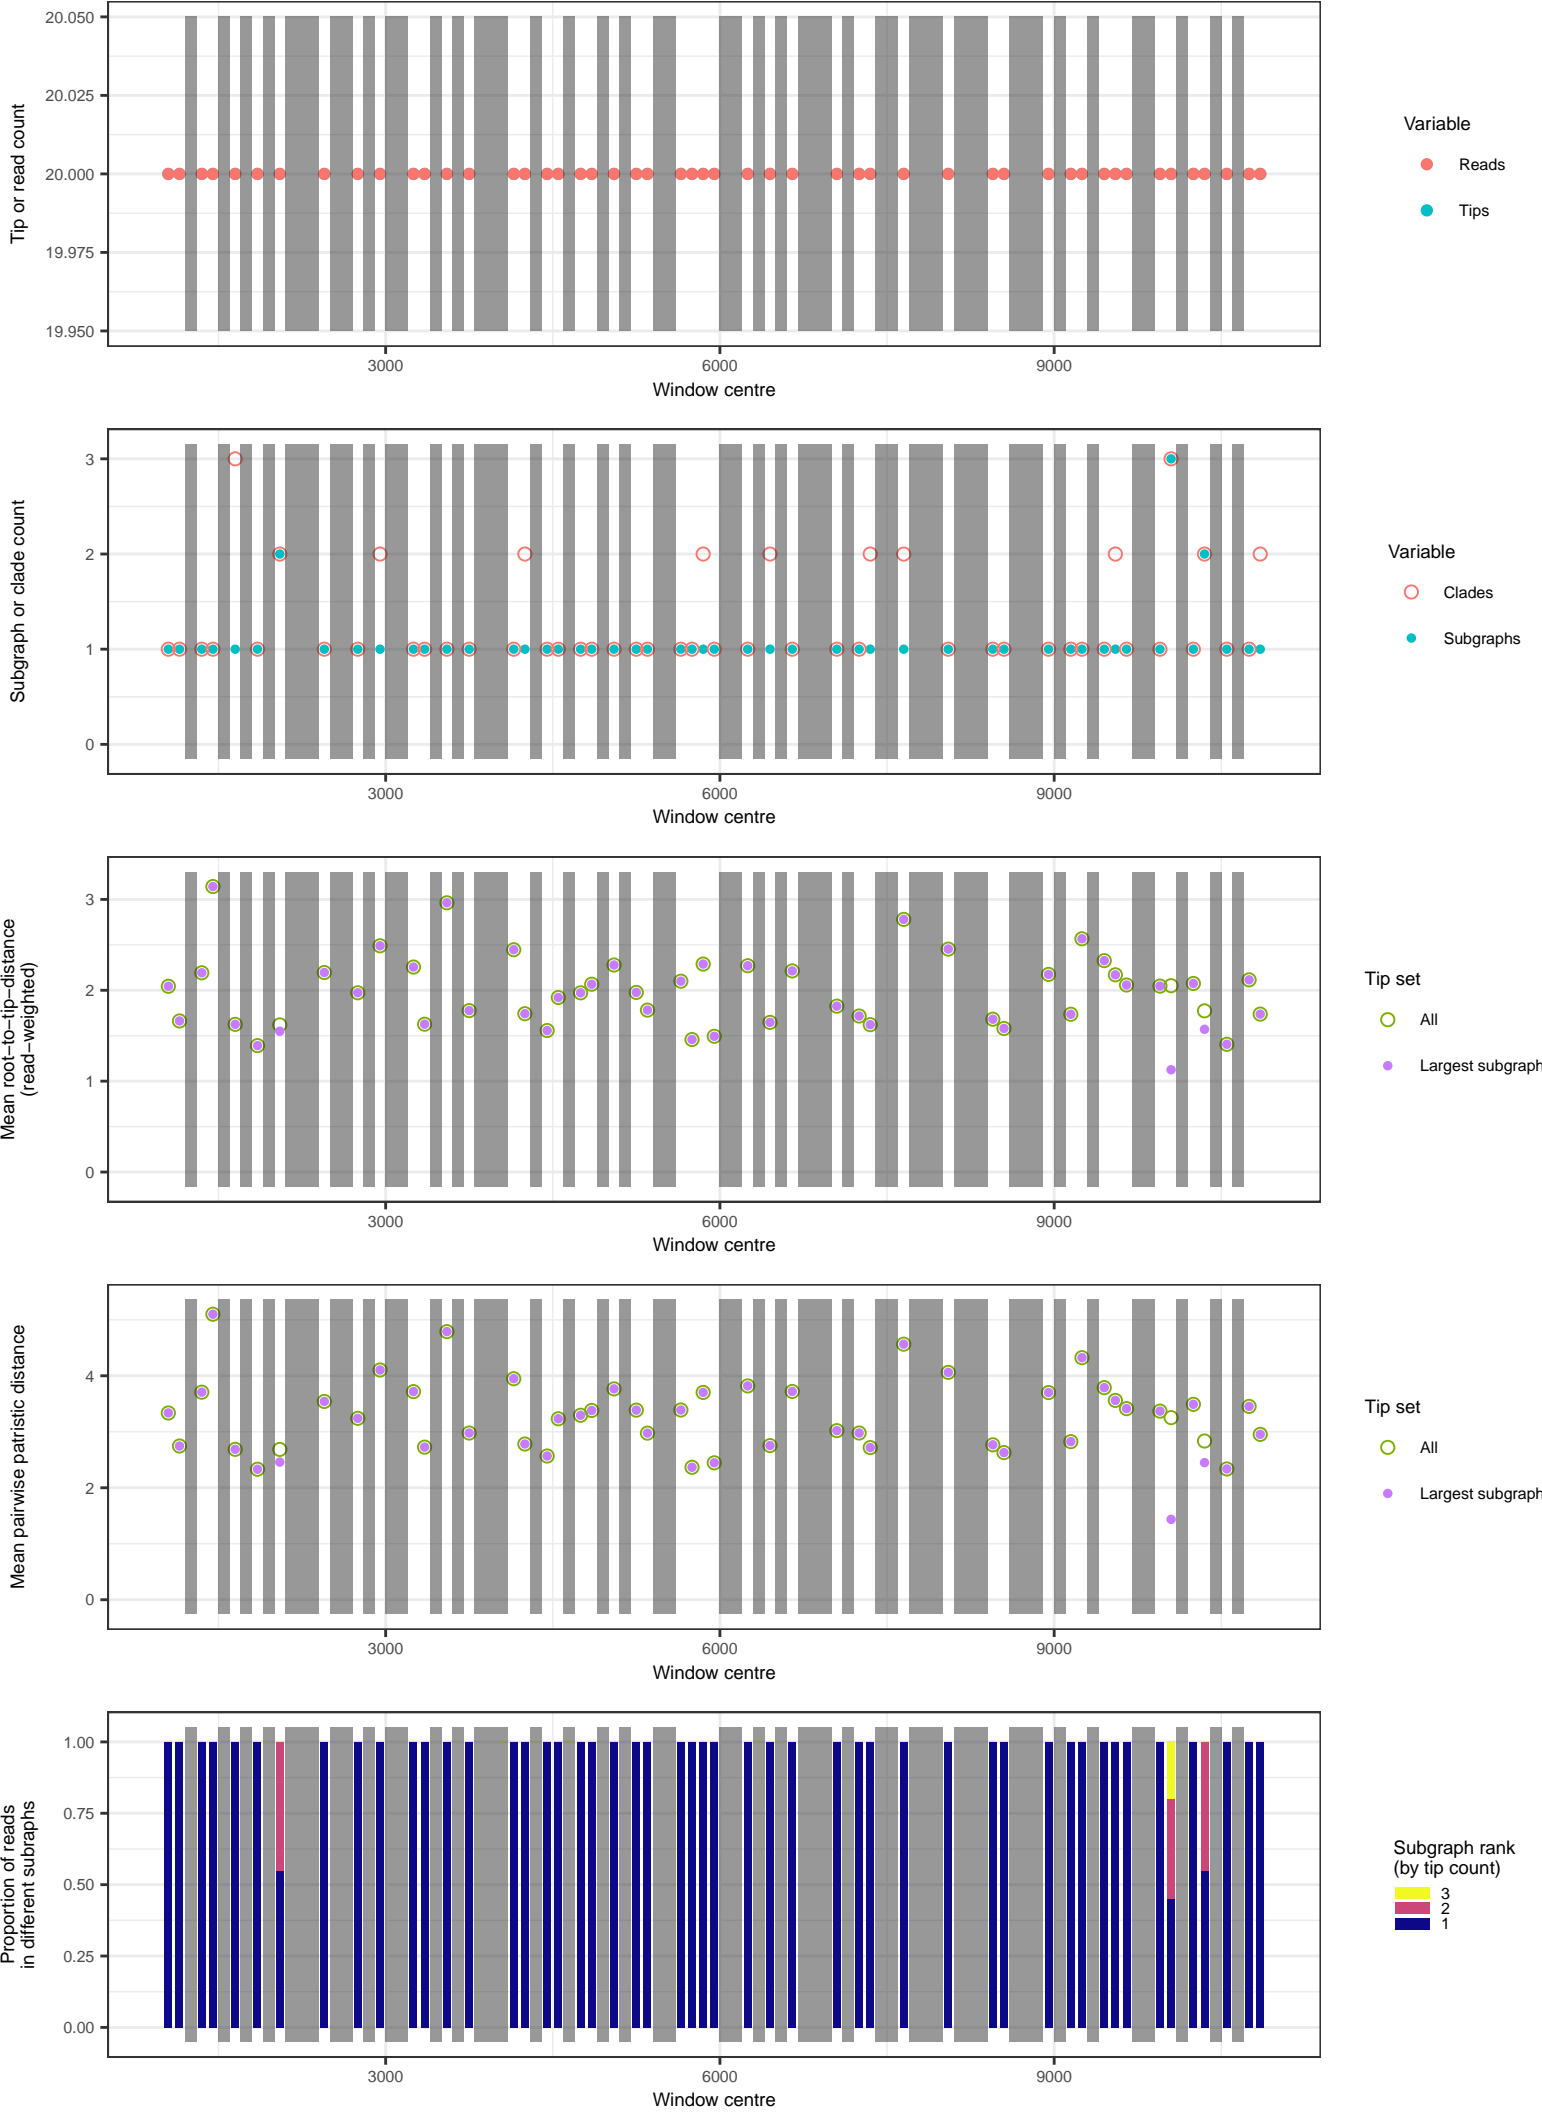 20.050
20.025
20.000
19.975
19.950
Tip or read count
3000
6000
9000
Window centre
Variable
Reads
Tips
3
2
1
0
Subgraph or clade count
3000
6000
9000
Window centre
Variable
Clades
Subgraphs
3
2
1
0
Mean root−to−tip−distance
(read−weighted)
3000
6000
9000
Window centre
Tip set
All
Largest subgraph
4
2
0
Mean pairwise patristic distance
3000
6000
9000
Window centre
Tip set
All
Largest subgraph
1.00
0.75
0.50
0.25
0.00
Proportion of reads
in different subraphs
3000
6000
9000
Window centre
Subgraph rank
(by tip count)
3
2
1